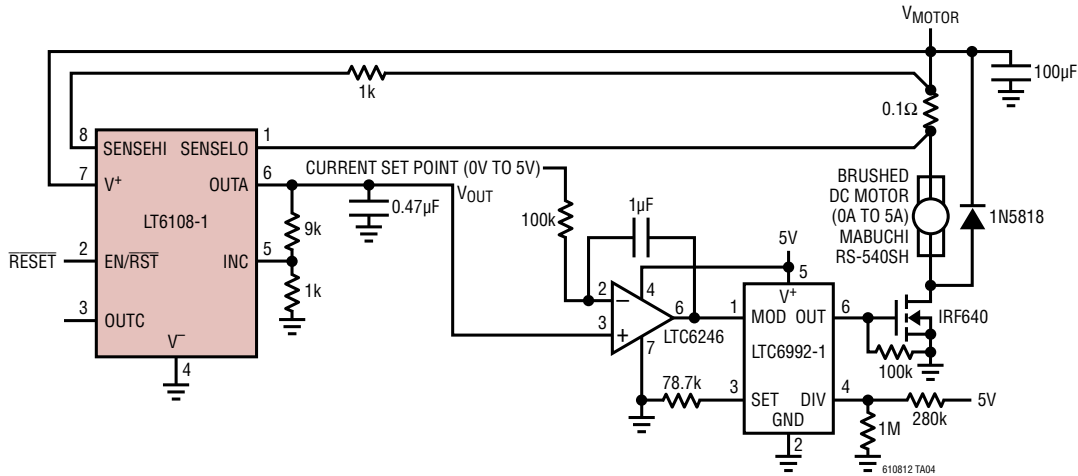 V_MOTOR
100µF
1k
0.1Ω
8 SENSEHI SENSELO 1
7 V⁺ OUTA 6
LT6108-1
RESET 2 EN/RST INC 5
3 OUTC
V⁻
4
9k
1k
0.47µF
CURRENT SET POINT (0V TO 5V)
V_OUT
100k
1µF
2 −
3 +
4
6
7
LTC6246
5V
5
V⁺
1 MOD OUT 6
LTC6992-1
3 SET DIV 4
GND
2
78.7k
BRUSHED
DC MOTOR
(0A TO 5A)
MABUCHI
RS-540SH
1N5818
IRF640
100k
280k
5V
1M
610812 TA04